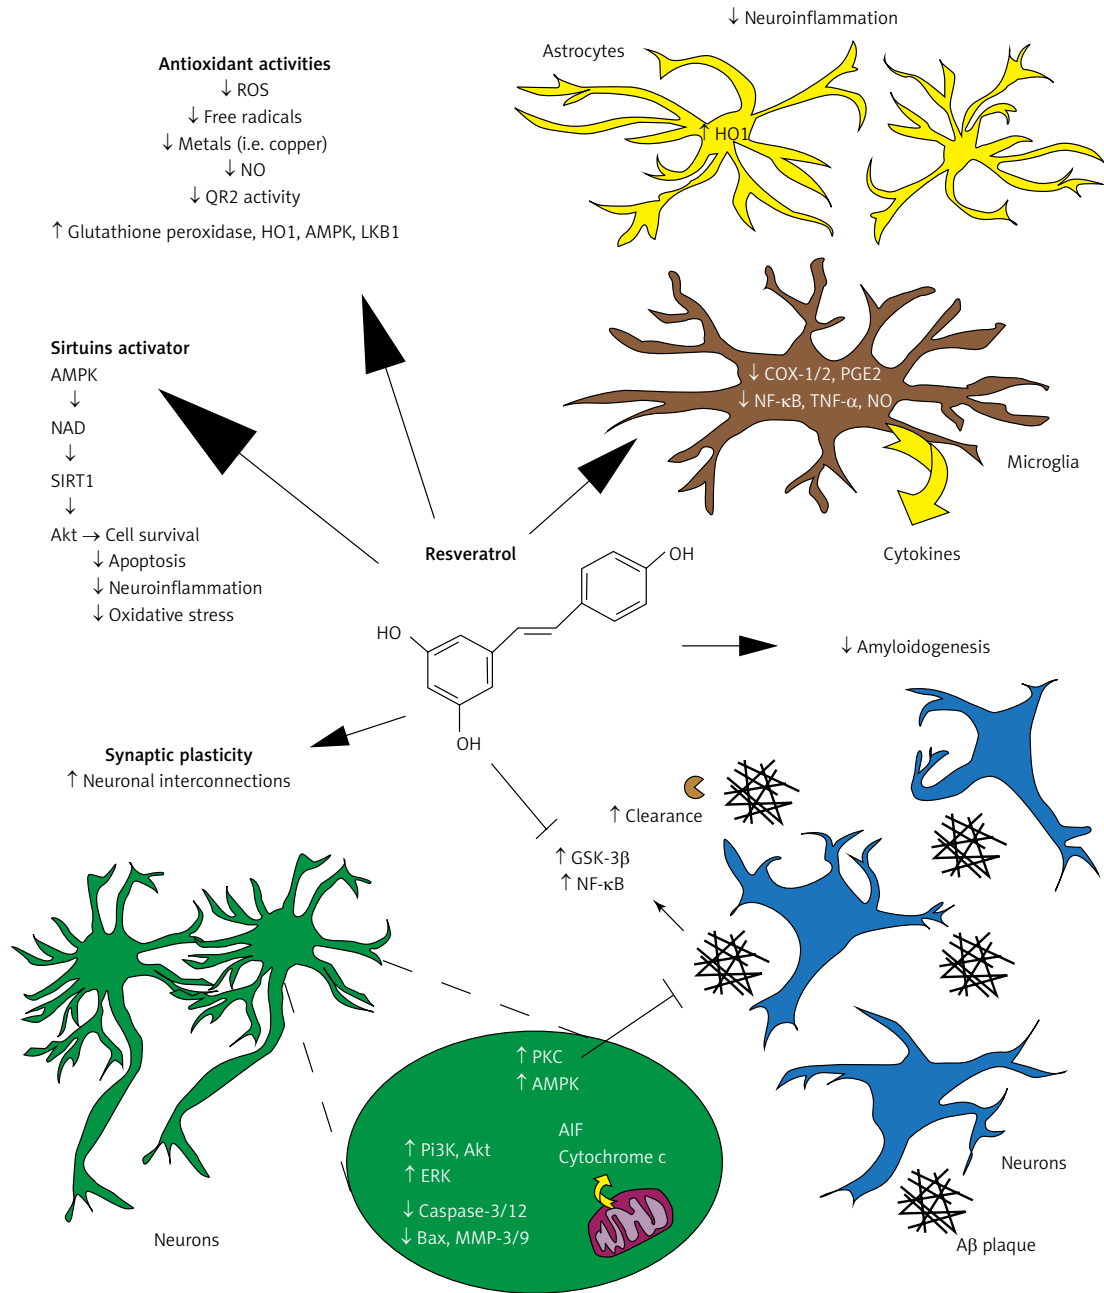 ↓ Neuroinflammation
Astrocytes
↑ HO1
Antioxidant activities
↓ ROS
↓ Free radicals
↓ Metals (i.e. copper)
↓ NO
↓ QR2 activity
↑ Glutathione peroxidase, HO1, AMPK, LKB1
Sirtuins activator
AMPK
↓
NAD
↓
SIRT1
↓
Akt → Cell survival
↓ Apoptosis
↓ Neuroinflammation
↓ Oxidative stress
↓ COX-1/2, PGE2
↓ NF-κB, TNF-α, NO
Microglia
Cytokines
Resveratrol
OH
HO
OH
↓ Amyloidogenesis
Synaptic plasticity
↑ Neuronal interconnections
↑ Clearance
↑ GSK-3β
↑ NF-κB
↑ PKC
↑ AMPK
AIF
Cytochrome c
↑ Pi3K, Akt
↑ ERK
↓ Caspase-3/12
↓ Bax, MMP-3/9
Neurons
Neurons
Aβ plaque